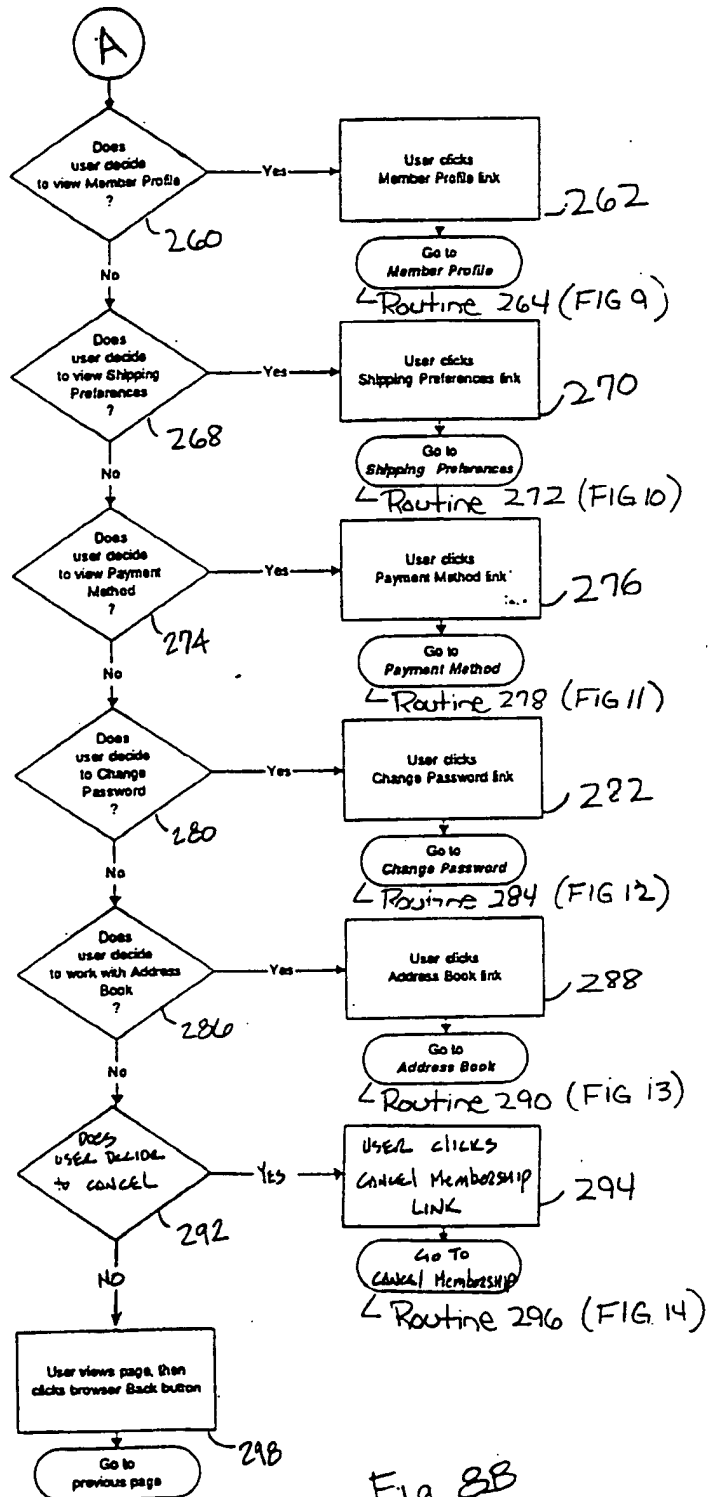 A
Does
user decide
to view Member Profile
?
Yes
User clicks
Member Profile link
260
262
Go to
Member Profile
Routine 264 (FIG 9)
No
Does
user decide
to view Shipping
Preferences
?
Yes
User clicks
Shipping Preferences link
268
270
Go to
Shipping Preferences
Routine 272 (FIG 10)
No
Does
user decide
to view Payment
Method
?
Yes
User clicks
Payment Method link
274
276
Go to
Payment Method
Routine 278 (FIG 11)
No
Does
user decide
to Change
Password
?
Yes
User clicks
Change Password link
280
282
Go to
Change Password
Routine 284 (FIG 12)
No
Does
user decide
to work with Address
Book
?
Yes
User clicks
Address Book link
286
288
Go to
Address Book
Routine 290 (FIG 13)
No
DOES
USER DECIDE
to CANCEL
YES
USER clicks
CANCEL MemberSHIP
LINK
292
294
GO TO
CANCEL MemberSHIP
Routine 296 (FIG 14)
NO
User views page, then
clicks browser Back button
298
Go to
previous page
Fig 8B